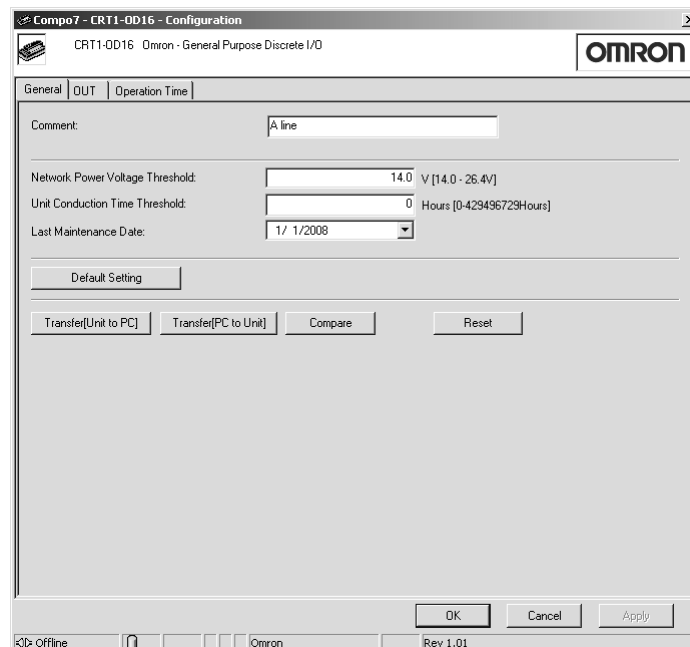 Compo7 - CRT1-OD16 - Configuration
CRT1-OD16 Omron - General Purpose Discrete I/O
OMRON
General OUT Operation Time
Comment: A line
Network Power Voltage Threshold: 14.0 V [14.0 - 26.4V]
Unit Conduction Time Threshold: 0 Hours [0-429496729Hours]
Last Maintenance Date: 1/ 1/2008
Default Setting
Transfer[Unit to PC] Transfer[PC to Unit] Compare Reset
OK Cancel Apply
Offline Omron Rev 1.01